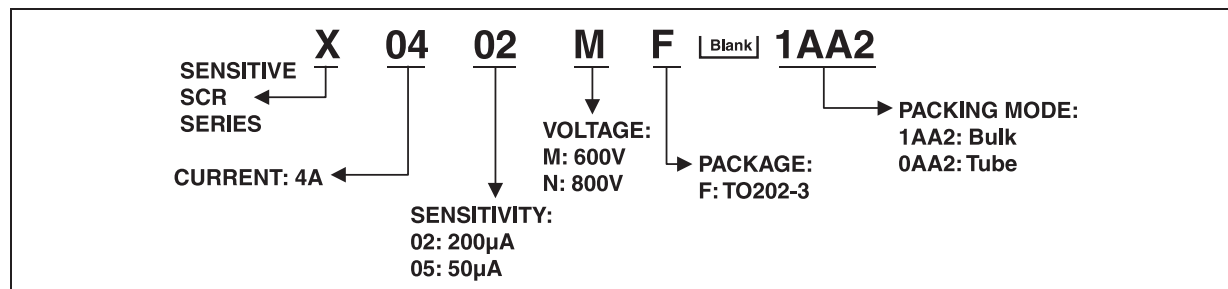 X 04 02 M F Blank 1AA2
SENSITIVE
SCR
SERIES
CURRENT: 4A
SENSITIVITY:
02: 200µA
05: 50µA
VOLTAGE:
M: 600V
N: 800V
PACKAGE:
F: TO202-3
PACKING MODE:
1AA2: Bulk
0AA2: Tube